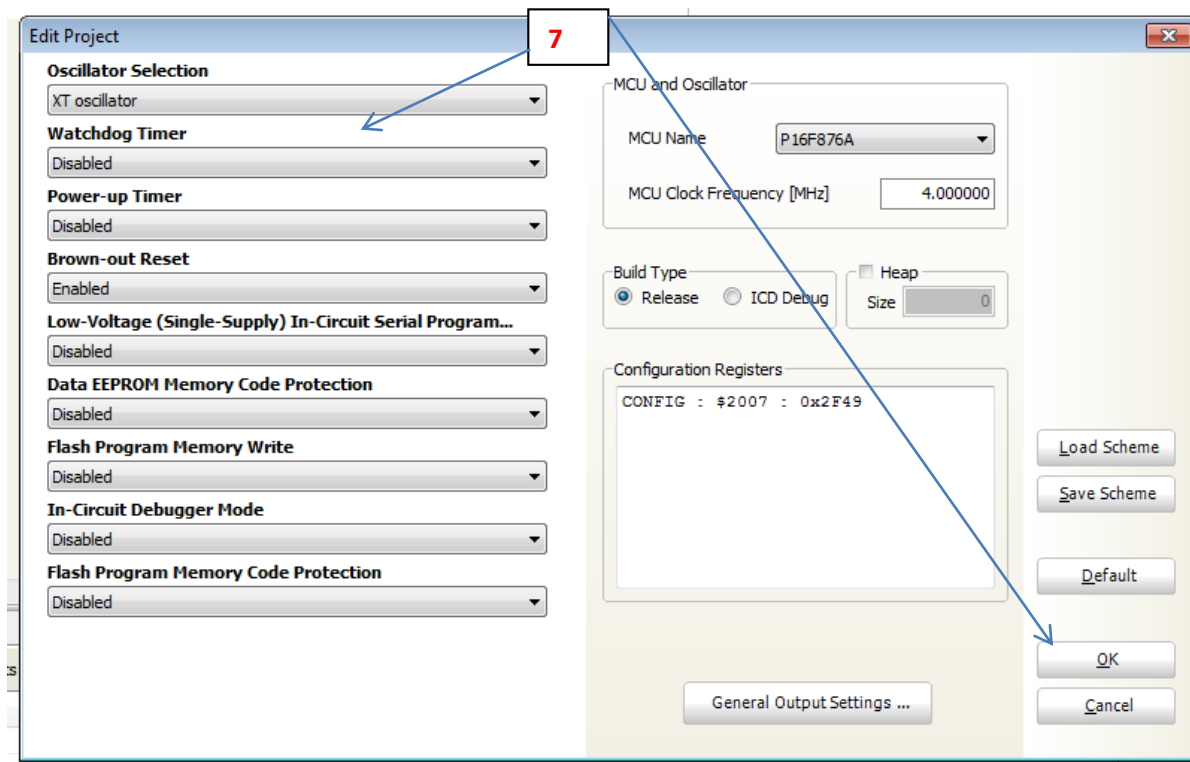 7
Edit Project
Oscillator Selection
XT oscillator
Watchdog Timer
Disabled
Power-up Timer
Disabled
Brown-out Reset
Enabled
Low-Voltage (Single-Supply) In-Circuit Serial Program...
Disabled
Data EEPROM Memory Code Protection
Disabled
Flash Program Memory Write
Disabled
In-Circuit Debugger Mode
Disabled
Flash Program Memory Code Protection
Disabled
MCU and Oscillator
MCU Name P16F876A
MCU Clock Frequency [MHz] 4.000000
Build Type
Release ICD Debug
Heap
Size 0
Configuration Registers
CONFIG : $2007 : 0x2F49
General Output Settings ...
Load Scheme
Save Scheme
Default
OK
Cancel